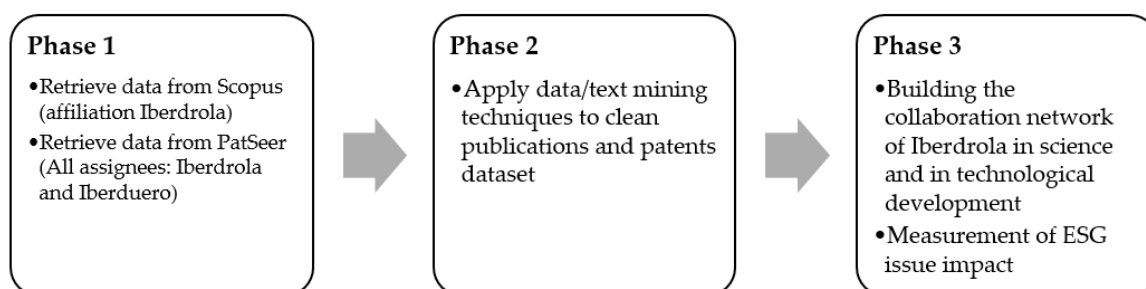 Phase 1
•Retrieve data from Scopus
(affiliation Iberdrola)
•Retrieve data from PatSeer
(All assignees: Iberdrola
and Iberduero)
Phase 2
•Apply data/text mining
techniques to clean
publications and patents
dataset
Phase 3
•Building the
collaboration network
of Iberdrola in science
and in technological
development
•Measurement of ESG
issue impact